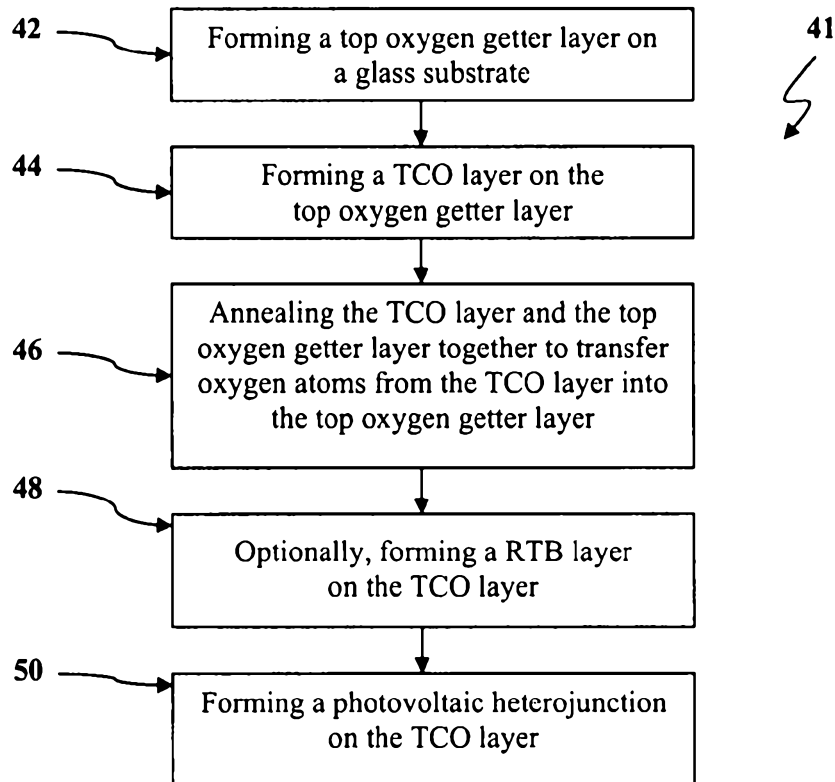 42
Forming a top oxygen getter layer on
a glass substrate
41
44
Forming a TCO layer on the
top oxygen getter layer
46
Annealing the TCO layer and the top
oxygen getter layer together to transfer
oxygen atoms from the TCO layer into
the top oxygen getter layer
48
Optionally, forming a RTB layer
on the TCO layer
50
Forming a photovoltaic heterojunction
on the TCO layer